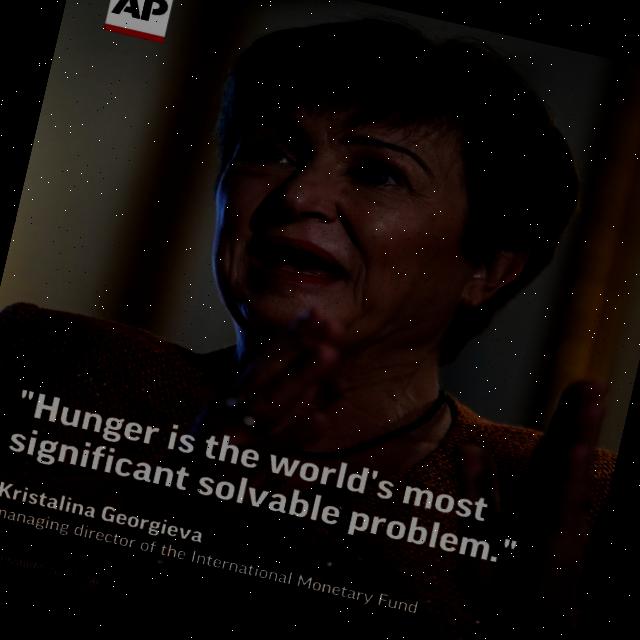 AP
"Hunger is the world's most
significant solvable problem."
Kristalina Georgieva
managing director of the International Monetary Fund